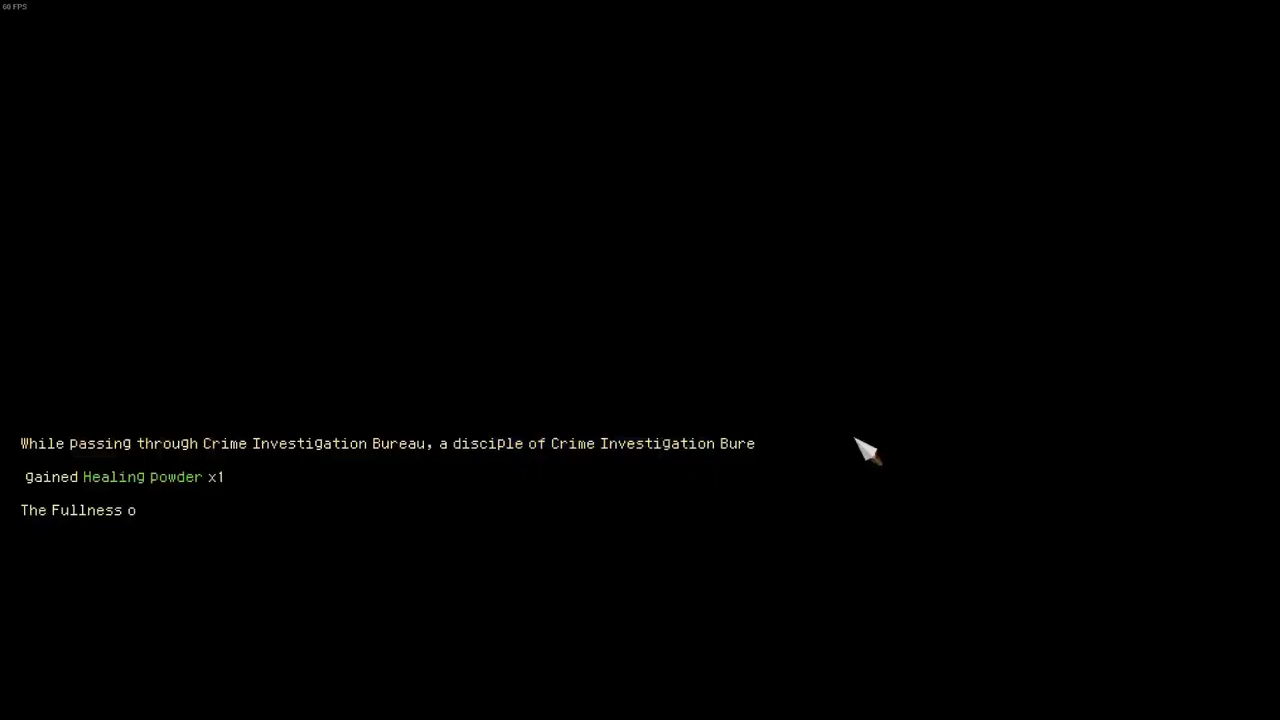 60 FPS
While passing through Crime Investigation Bureau, a disciple of Crime Investigation Bure
gained Healing Powder x1
The Fullness o